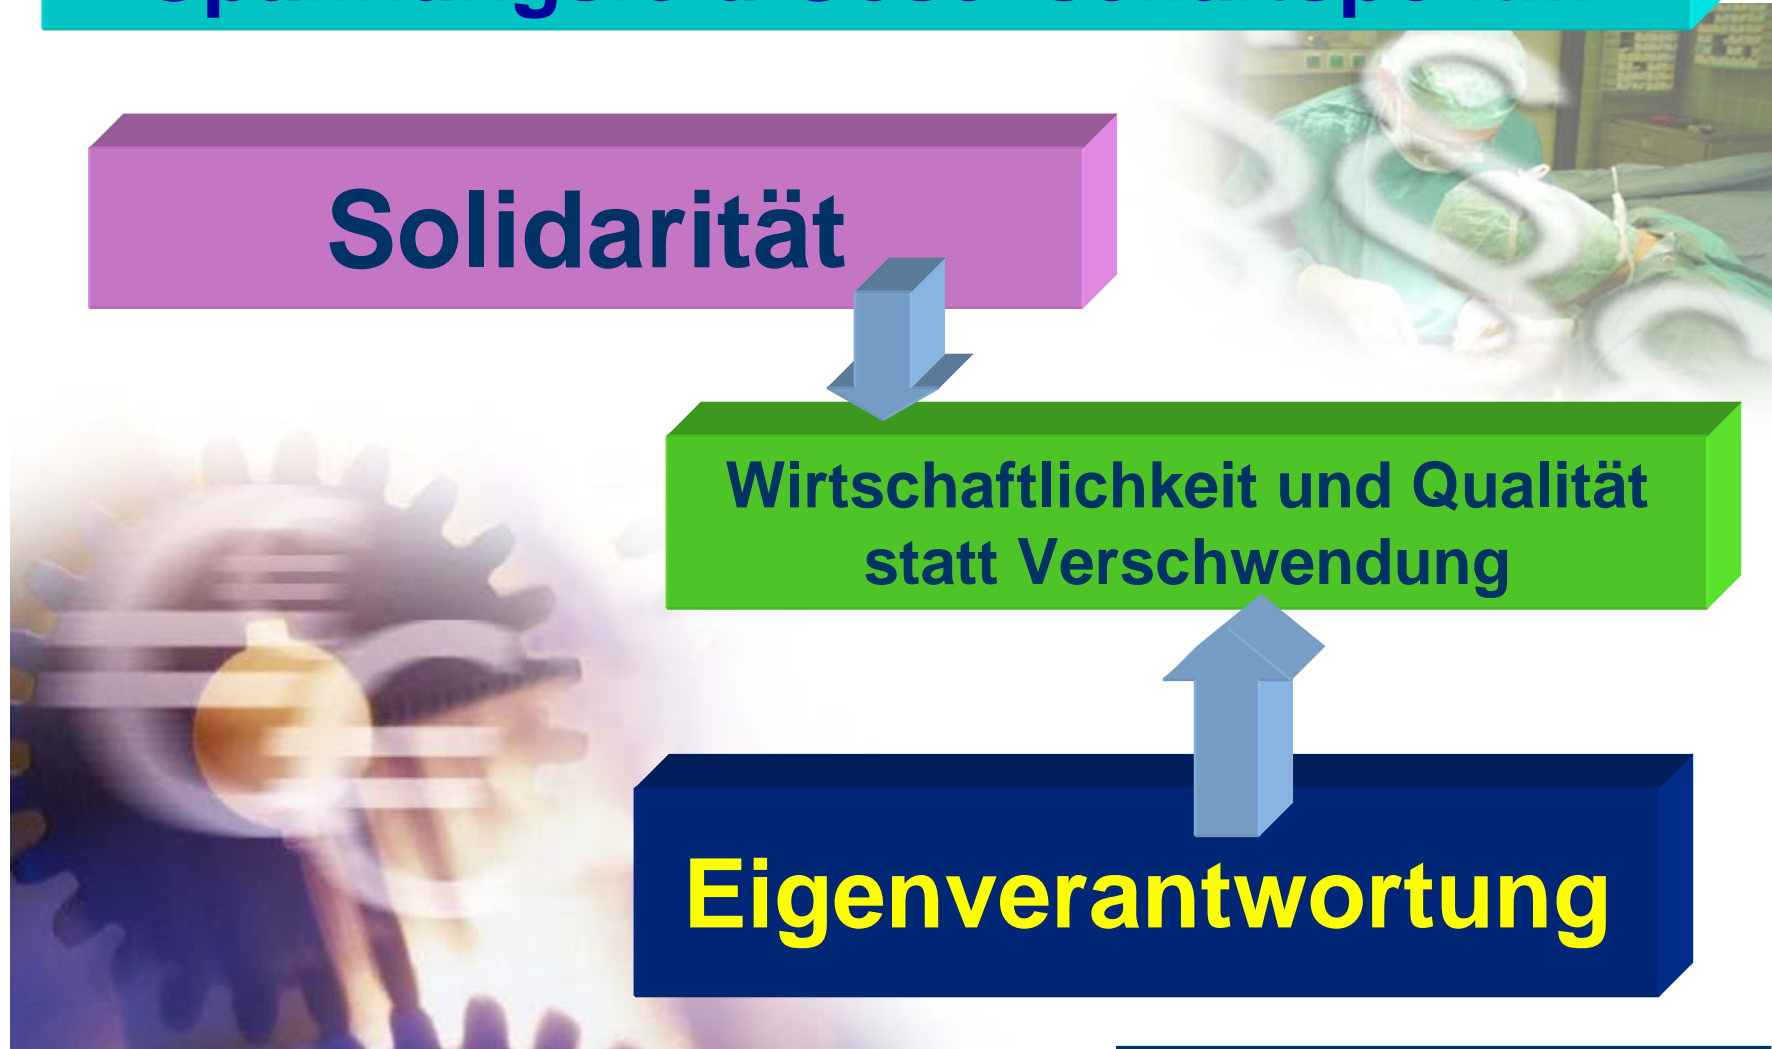 Solidarität
Wirtschaftlichkeit und Qualität
statt Verschwendung
Eigenverantwortung